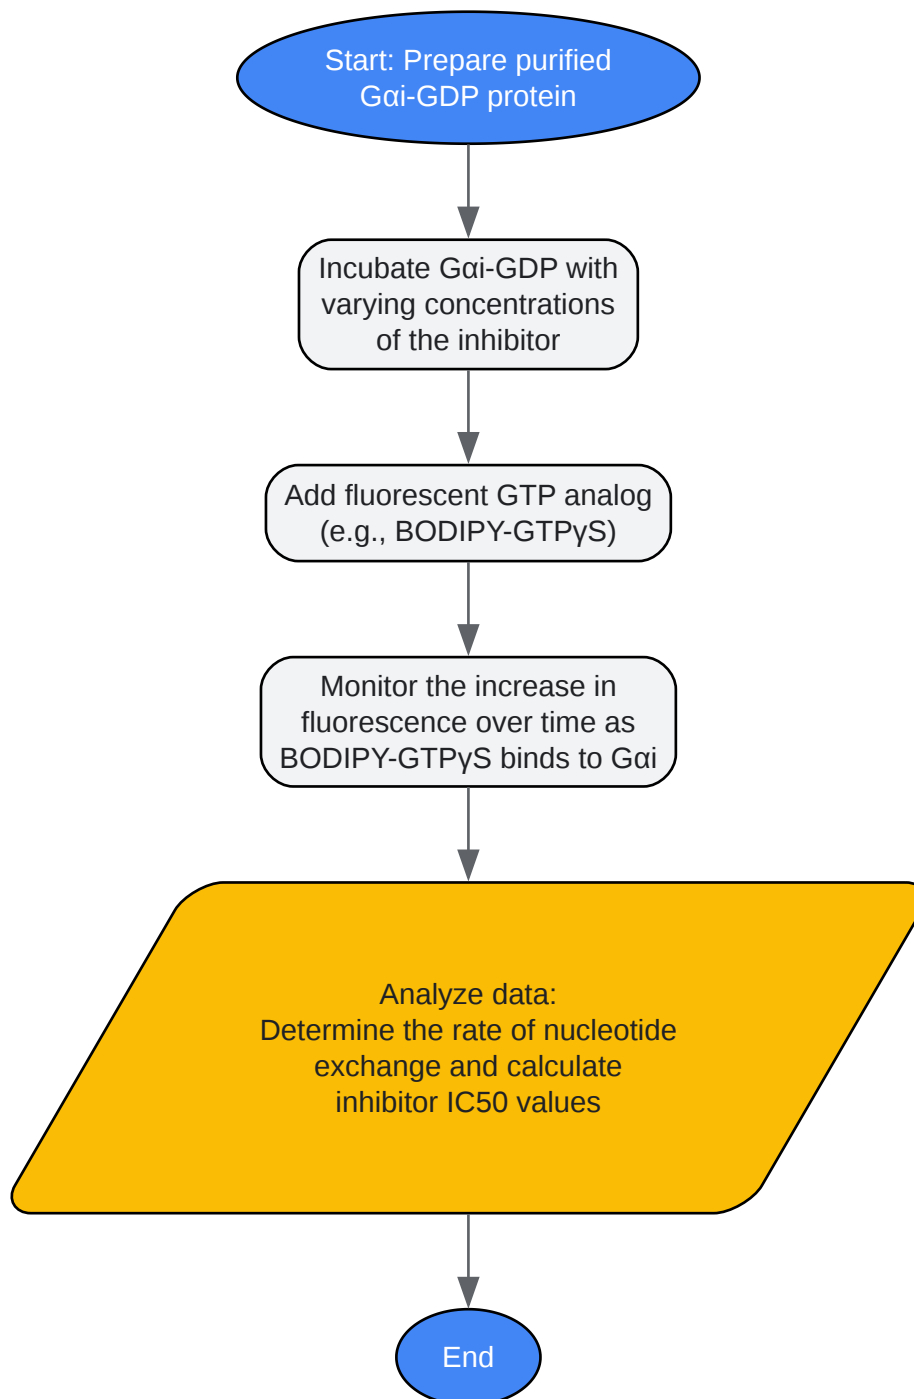 Start: Prepare purified
Gαi-GDP protein
Incubate Gαi-GDP with
varying concentrations
of the inhibitor
Add fluorescent GTP analog
(e.g., BODIPY-GTPγS)
Monitor the increase in
fluorescence over time as
BODIPY-GTPγS binds to Gαi
Analyze data:
Determine the rate of nucleotide
exchange and calculate
inhibitor IC50 values
End